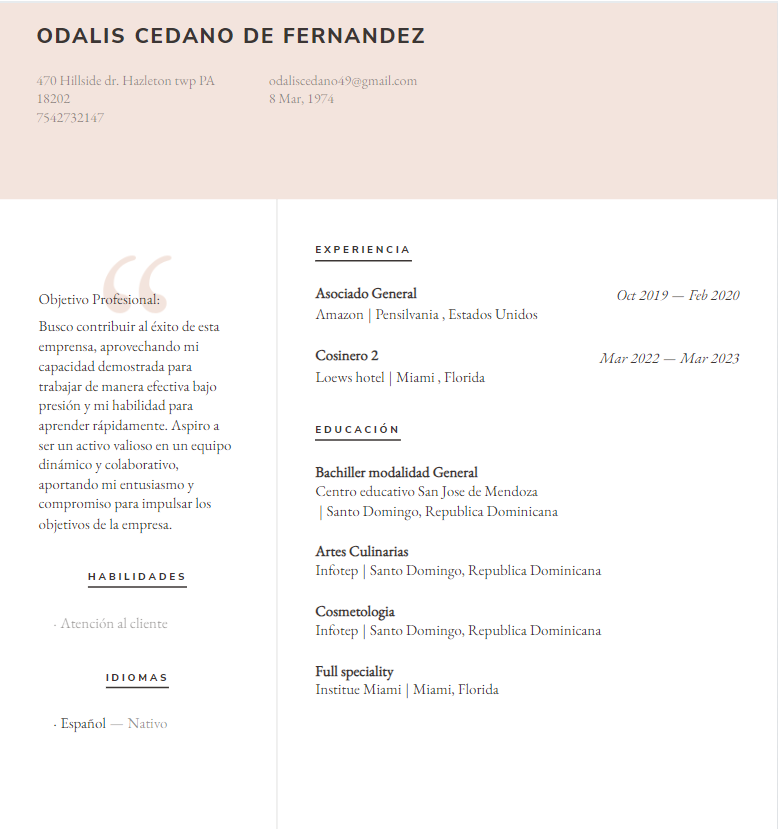 ODALIS CEDANO DE FERNANDEZ
470 Hillside dr. Hazleton twp PA
18202
7542732147
odaliscedano49@gmail.com
8 Mar, 1974
“
Objetivo Profesional:
Busco contribuir al éxito de esta
emprensa, aprovechando mi
capacidad demostrada para
trabajar de manera efectiva bajo
presión y mi habilidad para
aprender rápidamente. Aspiro a
ser un activo valioso en un equipo
dinámico y colaborativo,
aportando mi entusiasmo y
compromiso para impulsar los
objetivos de la empresa.
HABILIDADES
· Atención al cliente
IDIOMAS
· Español — Nativo
EXPERIENCIA
Asociado General
Oct 2019 — Feb 2020
Amazon | Pensilvania , Estados Unidos
Cosinero 2
Mar 2022 — Mar 2023
Loews hotel | Miami , Florida
EDUCACIÓN
Bachiller modalidad General
Centro educativo San Jose de Mendoza
| Santo Domingo, Republica Dominicana
Artes Culinarias
Infotep | Santo Domingo, Republica Dominicana
Cosmetologia
Infotep | Santo Domingo, Republica Dominicana
Full speciality
Institue Miami | Miami, Florida